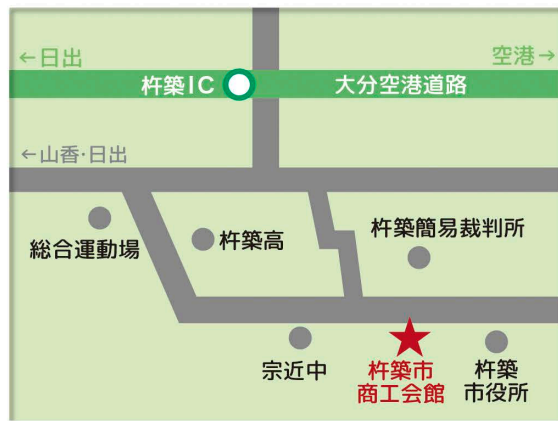 ←日出
空港→
杵築IC
大分空港道路
←山香・日出
総合運動場
杵築高
杵築簡易裁判所
宗近中
杵築市
商工会館
杵築
市役所